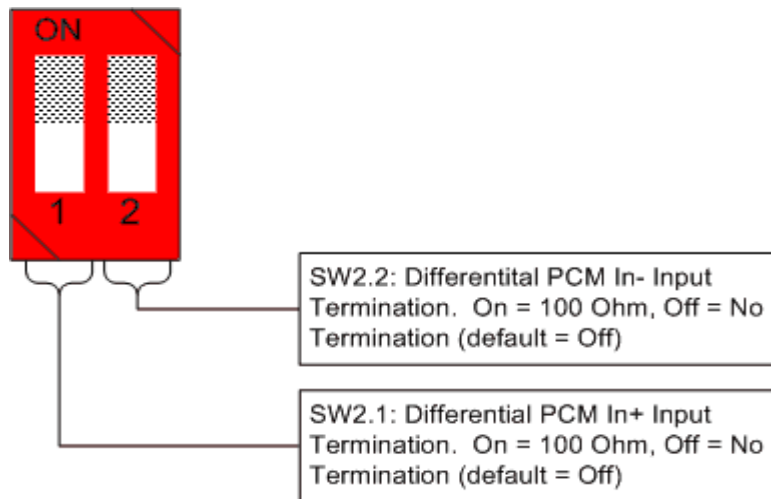 ON
1 2
SW2.2: Differentital PCM In- Input
Termination. On = 100 Ohm, Off = No
Termination (default = Off)
SW2.1: Differential PCM In+ Input
Termination. On = 100 Ohm, Off = No
Termination (default = Off)